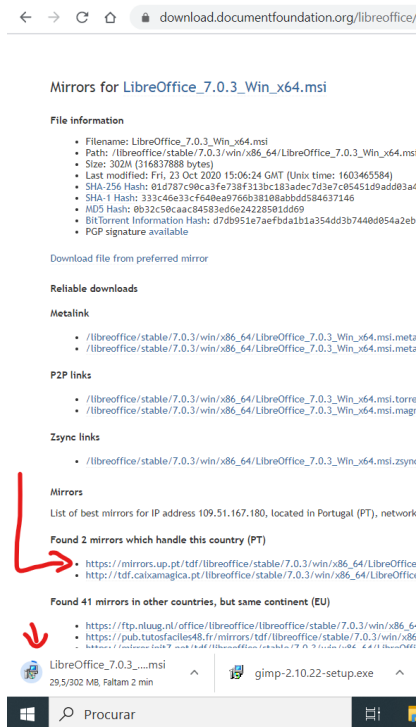 download.documentfoundation.org/libreoffice/
Mirrors for LibreOffice_7.0.3_Win_x64.msi
File information
Filename: LibreOffice_7.0.3_Win_x64.msi
Path: /libreoffice/stable/7.0.3/win/x86_64/LibreOffice_7.0.3_Win_x64.msi
Size: 302M (316837888 bytes)
Last modified: Fri, 23 Oct 2020 15:06:24 GMT (Unix time: 1603465584)
SHA-256 Hash: 01d787c90ca3fe738f313bc183adec7d3e7c05451d9add03a4
SHA-1 Hash: 333c46e33cf640ea9766b38108abbdd584637146
MD5 Hash: 0b32c50caac84583ed6e24228501dd69
BitTorrent Information Hash: d7db951e7aefbda1b1a354dd3b7440d054a2eb
PGP signature available
Download file from preferred mirror
Reliable downloads
Metalink
/libreoffice/stable/7.0.3/win/x86_64/LibreOffice_7.0.3_Win_x64.msi.meta
/libreoffice/stable/7.0.3/win/x86_64/LibreOffice_7.0.3_Win_x64.msi.meta
P2P links
/libreoffice/stable/7.0.3/win/x86_64/LibreOffice_7.0.3_Win_x64.msi.torre
/libreoffice/stable/7.0.3/win/x86_64/LibreOffice_7.0.3_Win_x64.msi.magn
Zsync links
/libreoffice/stable/7.0.3/win/x86_64/LibreOffice_7.0.3_Win_x64.msi.zsync
Mirrors
List of best mirrors for IP address 109.51.167.180, located in Portugal (PT), network
Found 2 mirrors which handle this country (PT)
https://mirrors.up.pt/tdf/libreoffice/stable/7.0.3/win/x86_64/LibreOffice
http://tdf.caixamagica.pt/libreoffice/stable/7.0.3/win/x86_64/LibreOffice
Found 41 mirrors in other countries, but same continent (EU)
https://ftp.nluug.nl/office/libreoffice/libreoffice/stable/7.0.3/win/x86_64
https://pub.tutosfaciles48.fr/mirrors/tdf/libreoffice/stable/7.0.3/win/x86
LibreOffice_7.0.3_....msi
29,5/302 MB, Faltam 2 min
gimp-2.10.22-setup.exe
Procurar